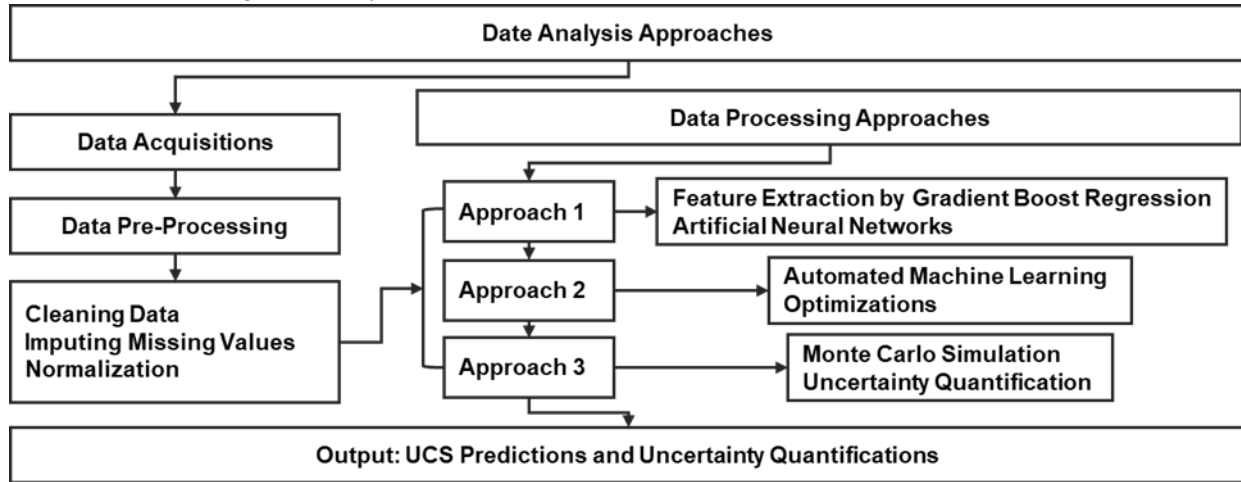 Date Analysis Approaches
Data Acquisitions
Data Pre-Processing
Cleaning Data
Imputing Missing Values
Normalization
Data Processing Approaches
Approach 1
Feature Extraction by Gradient Boost Regression
Artificial Neural Networks
Approach 2
Automated Machine Learning
Optimizations
Approach 3
Monte Carlo Simulation
Uncertainty Quantification
Output: UCS Predictions and Uncertainty Quantifications